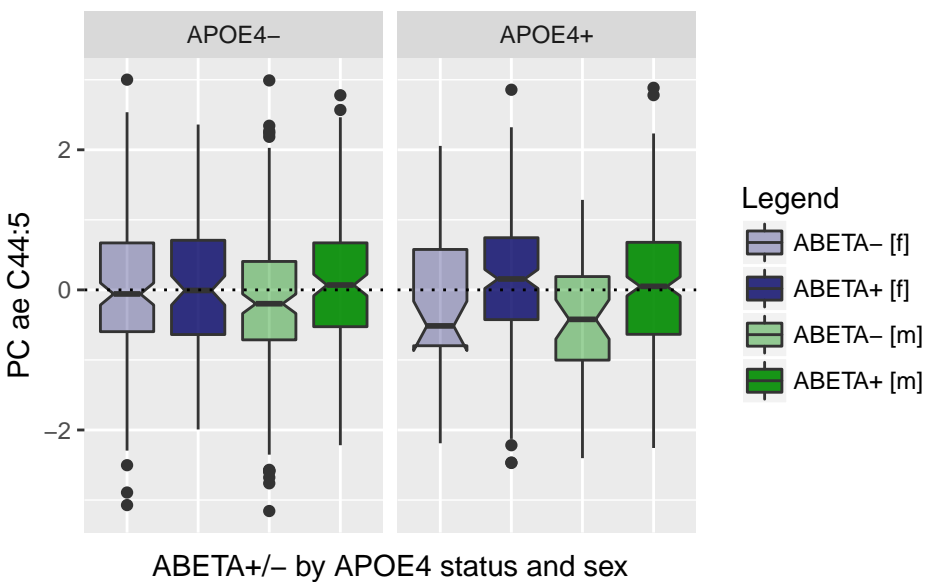 APOE4− APOE4+
2
0
−2
PC ae C44:5
ABETA+/− by APOE4 status and sex
Legend
ABETA− [f]
ABETA+ [f]
ABETA− [m]
ABETA+ [m]